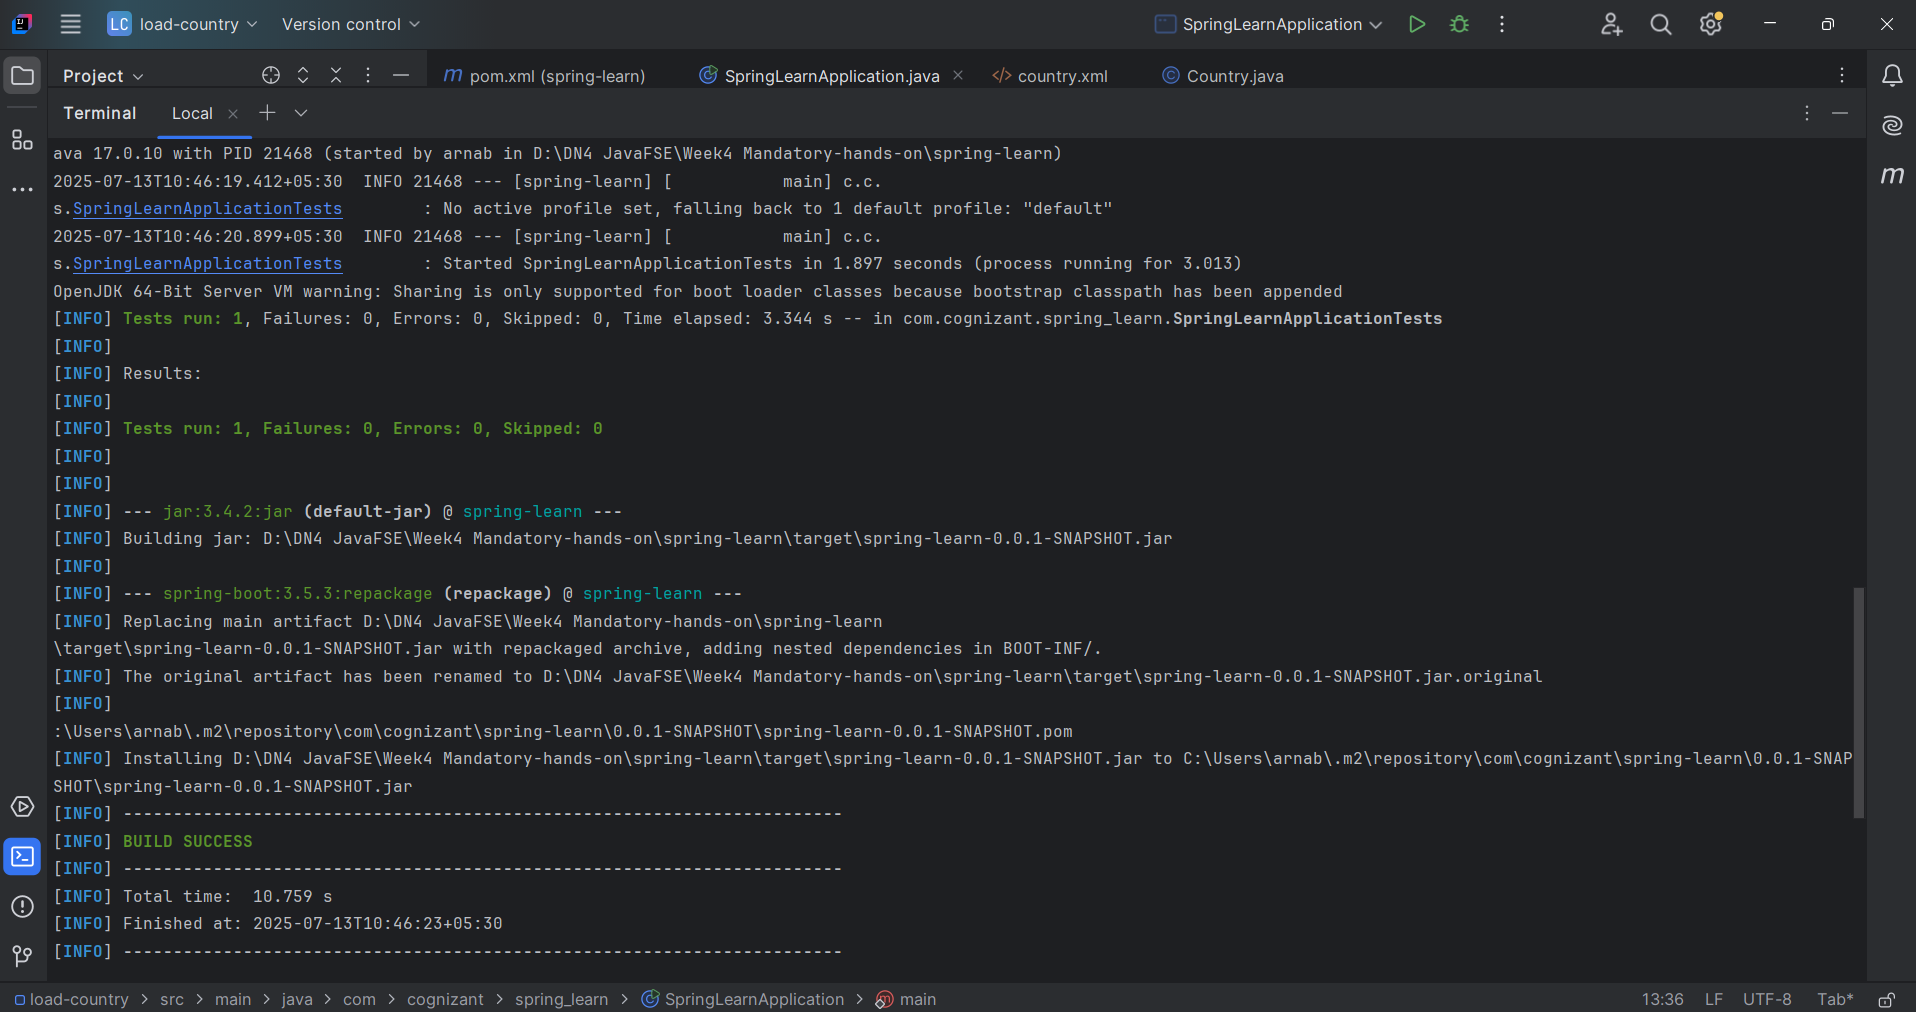 LC load-country Version control SpringLearnApplication
Project m pom.xml (spring-learn) SpringLearnApplication.java </> country.xml Country.java
Terminal Local
ava 17.0.10 with PID 21468 (started by arnab in D:\DN4 JavaFSE\Week4 Mandatory-hands-on\spring-learn)
2025-07-13T10:46:19.412+05:30  INFO 21468 --- [spring-learn] [           main] c.c.
s.SpringLearnApplicationTests        : No active profile set, falling back to 1 default profile: "default"
2025-07-13T10:46:20.899+05:30  INFO 21468 --- [spring-learn] [           main] c.c.
s.SpringLearnApplicationTests        : Started SpringLearnApplicationTests in 1.897 seconds (process running for 3.013)
OpenJDK 64-Bit Server VM warning: Sharing is only supported for boot loader classes because bootstrap classpath has been appended
[INFO] Tests run: 1, Failures: 0, Errors: 0, Skipped: 0, Time elapsed: 3.344 s -- in com.cognizant.spring_learn.SpringLearnApplicationTests
[INFO]
[INFO] Results:
[INFO]
[INFO] Tests run: 1, Failures: 0, Errors: 0, Skipped: 0
[INFO]
[INFO]
[INFO] --- jar:3.4.2:jar (default-jar) @ spring-learn ---
[INFO] Building jar: D:\DN4 JavaFSE\Week4 Mandatory-hands-on\spring-learn\target\spring-learn-0.0.1-SNAPSHOT.jar
[INFO]
[INFO] --- spring-boot:3.5.3:repackage (repackage) @ spring-learn ---
[INFO] Replacing main artifact D:\DN4 JavaFSE\Week4 Mandatory-hands-on\spring-learn
\target\spring-learn-0.0.1-SNAPSHOT.jar with repackaged archive, adding nested dependencies in BOOT-INF/.
[INFO] The original artifact has been renamed to D:\DN4 JavaFSE\Week4 Mandatory-hands-on\spring-learn\target\spring-learn-0.0.1-SNAPSHOT.jar.original
[INFO]
:\Users\arnab\.m2\repository\com\cognizant\spring-learn\0.0.1-SNAPSHOT\spring-learn-0.0.1-SNAPSHOT.pom
[INFO] Installing D:\DN4 JavaFSE\Week4 Mandatory-hands-on\spring-learn\target\spring-learn-0.0.1-SNAPSHOT.jar to C:\Users\arnab\.m2\repository\com\cognizant\spring-learn\0.0.1-SNAP
SHOT\spring-learn-0.0.1-SNAPSHOT.jar
[INFO] ------------------------------------------------------------------------
[INFO] BUILD SUCCESS
[INFO] ------------------------------------------------------------------------
[INFO] Total time:  10.759 s
[INFO] Finished at: 2025-07-13T10:46:23+05:30
[INFO] ------------------------------------------------------------------------
load-country > src > main > java > com > cognizant > spring_learn > SpringLearnApplication > main 13:36 LF UTF-8 Tab*